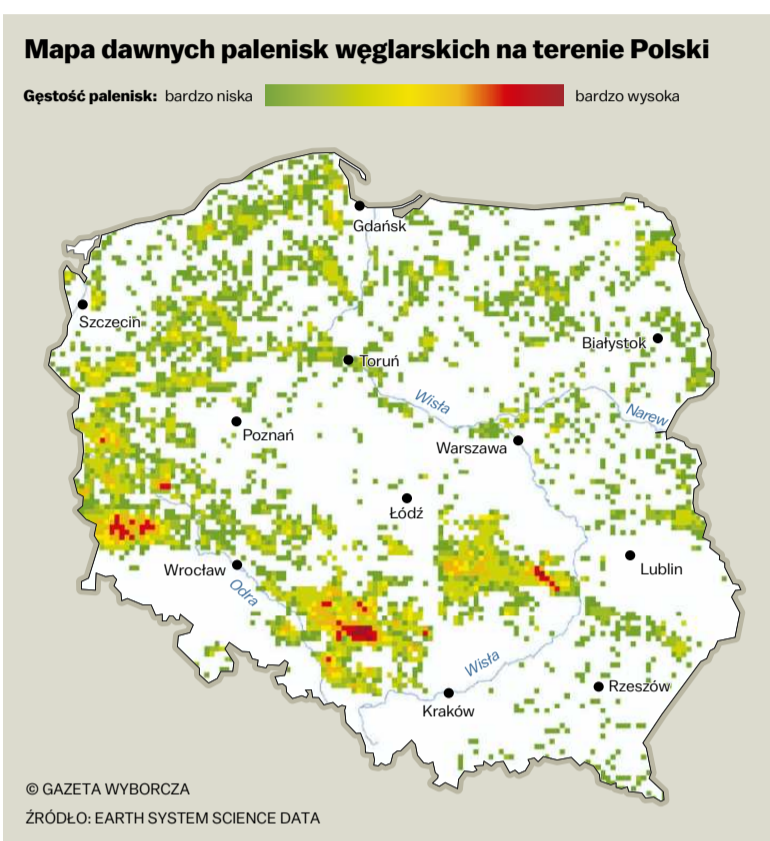 Mapa dawnych palenisk węglarskich na terenie Polski
Gęstość palenisk: bardzo niska bardzo wysoka
Gdańsk
Szczecin
Białystok
Toruń
Wisła
Narew
Poznań
Warszawa
Łódź
Wrocław
Lublin
Odra
Wisła
Rzeszów
Kraków
© GAZETA WYBORCZA
ŹRÓDŁO: EARTH SYSTEM SCIENCE DATA